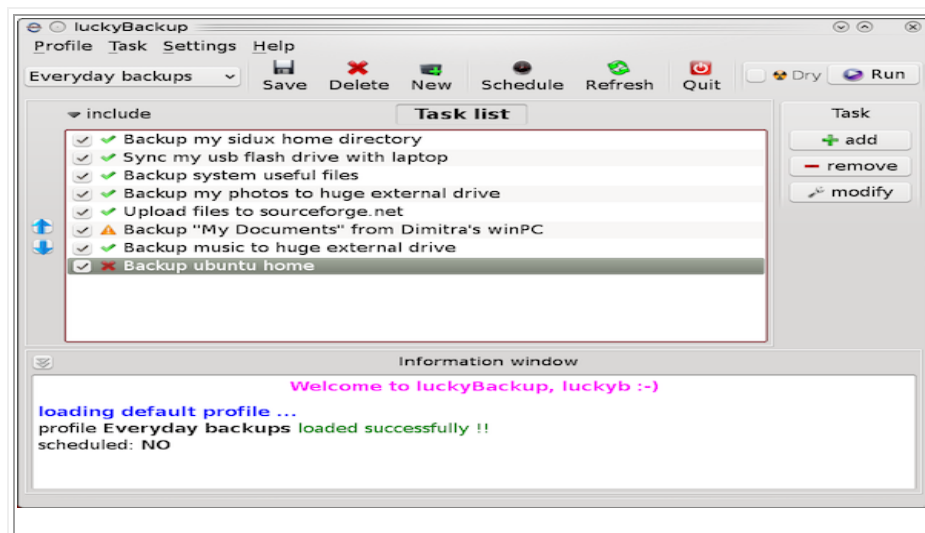 luckyBackup
Profile Task Settings Help
Everyday backups
Save Delete New Schedule Refresh Quit Dry Run
include Task list Task
Backup my sidux home directory
Sync my usb flash drive with laptop
Backup system useful files
Backup my photos to huge external drive
Upload files to sourceforge.net
Backup "My Documents" from Dimitra's winPC
Backup music to huge external drive
Backup ubuntu home
add
remove
modify
Information window
Welcome to luckyBackup, luckyb :-)
loading default profile ...
profile Everyday backups loaded successfully !!
scheduled: NO